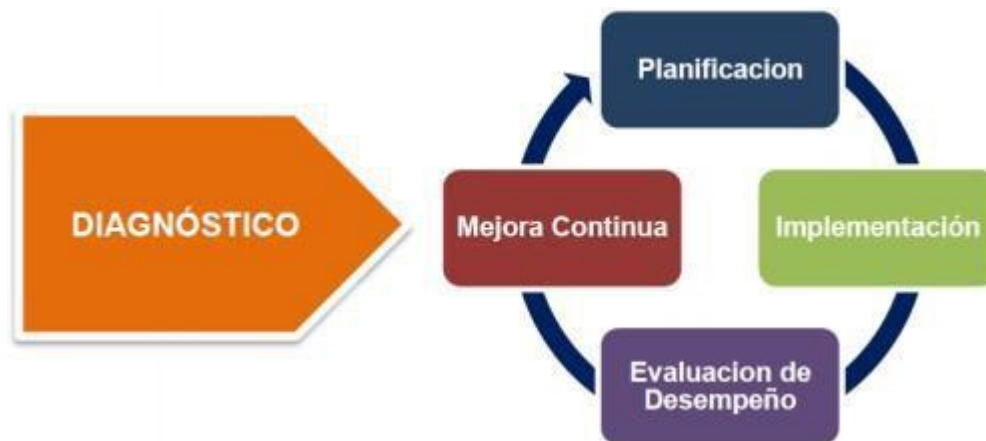 DIAGNÓSTICO
Planificacion
Implementación
Evaluacion de
Desempeño
Mejora Continua